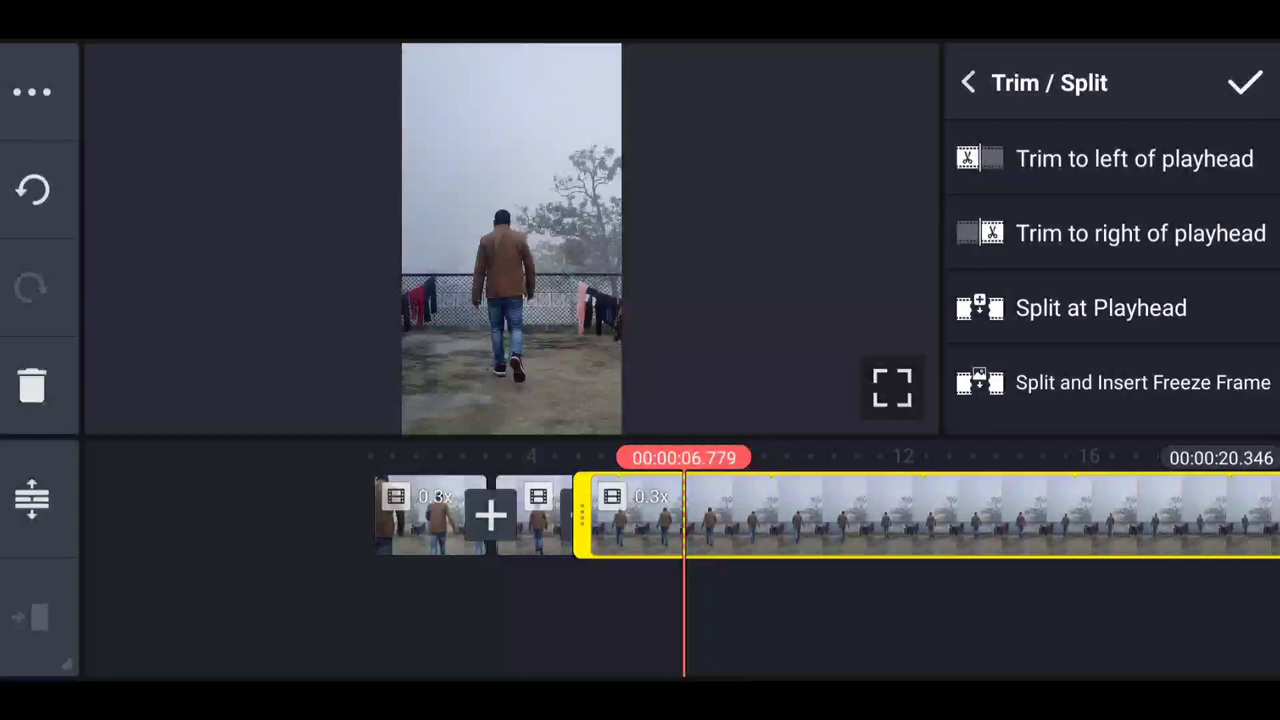 Trim / Split
Trim to left of playhead
Trim to right of playhead
Split at Playhead
Split and Insert Freeze Frame
4
00:00:06.779
12
16
00:00:20.346
0.3x
0.3x